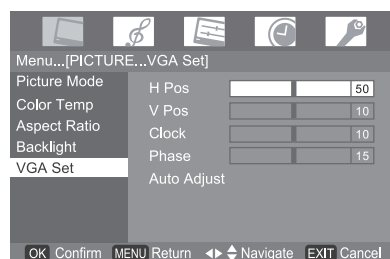 Menu...[PICTURE...VGA Set]
Picture Mode
Color Temp
Aspect Ratio
Backlight
VGA Set
H Pos 50
V Pos 10
Clock 10
Phase 15
Auto Adjust
OK Confirm MENU Return Navigate EXIT Cancel